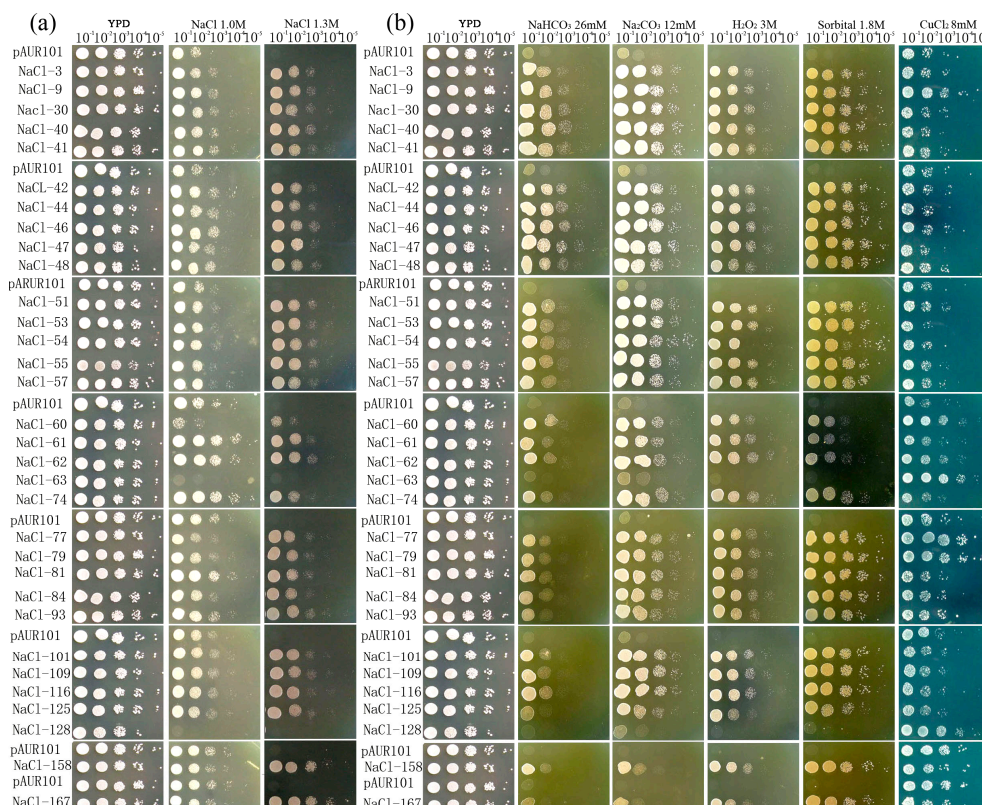 (a) YPD NaCl 1.0M NaCl 1.3M (b) YPD NaHCO₃ 26mM Na₂CO₃ 12mM H₂O₂ 3M Sorbital 1.8M CuCl₂ 8mM
10⁻¹10⁻²10⁻³10⁻⁴10⁻⁵ 10⁻¹10⁻²10⁻³10⁻⁴10⁻⁵ 10⁻¹10⁻²10⁻³10⁻⁴10⁻⁵ 10⁻¹10⁻²10⁻³10⁻⁴10⁻⁵ 10⁻¹10⁻²10⁻³10⁻⁴10⁻⁵ 10⁻¹10⁻²10⁻³10⁻⁴10⁻⁵ 10⁻¹10⁻²10⁻³10⁻⁴10⁻⁵ 10⁻¹10⁻²10⁻³10⁻⁴10⁻⁵ 10⁻¹10⁻²10⁻³10⁻⁴10⁻⁵
pAUR101 pAUR101
NaCl-3 NaCl-3
NaCl-9 NaCl-9
Nacl-30 Nacl-30
NaCl-40 NaCl-40
NaCl-41 NaCl-41
pAUR101 pAUR101
NaCL-42 NaCL-42
NaCl-44 NaCl-44
NaCl-46 NaCl-46
NaCl-47 NaCl-47
NaCl-48 NaCl-48
pARUR101 pARUR101
NaCl-51 NaCl-51
NaCl-53 NaCl-53
NaCl-54 NaCl-54
NaCl-55 NaCl-55
NaCl-57 NaCl-57
pAUR101 pAUR101
NaCl-60 NaCl-60
NaCl-61 NaCl-61
NaCl-62 NaCl-62
NaCl-63 NaCl-63
NaCl-74 NaCl-74
pAUR101 pAUR101
NaCl-77 NaCl-77
NaCl-79 NaCl-79
NaCl-81 NaCl-81
NaCl-84 NaCl-84
NaCl-93 NaCl-93
pAUR101 pAUR101
NaCl-101 NaCl-101
NaCl-109 NaCl-109
NaCl-116 NaCl-116
NaCl-125 NaCl-125
NaCl-128 NaCl-128
pAUR101 pAUR101
NaCl-158 NaCl-158
pAUR101 pAUR101
NaCl-167 NaCl-167